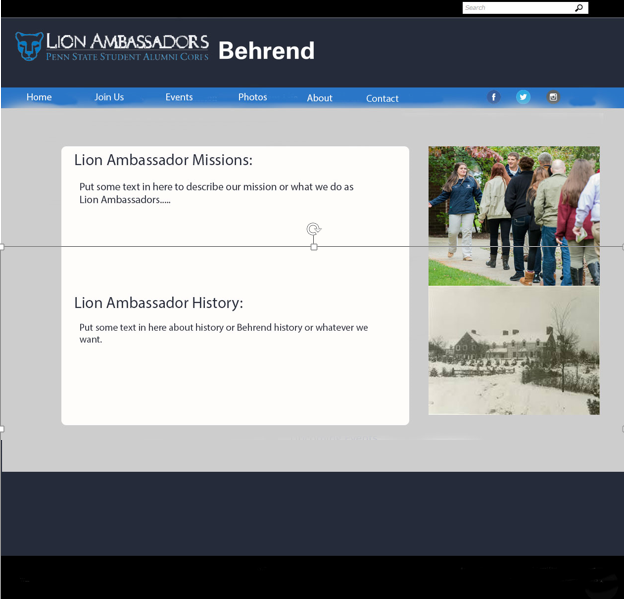 Search
LION AMBASSADORS
PENN STATE STUDENT ALUMNI CORPS
Behrend
Home Join Us Events Photos About Contact
Lion Ambassador Missions:
Put some text in here to describe our mission or what we do as
Lion Ambassadors.....
Lion Ambassador History:
Put some text in here about history or Behrend history or whatever we
want.